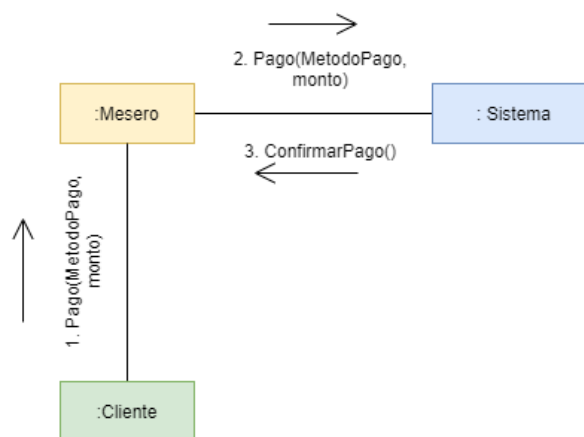 2. Pago(MetodoPago,
monto)
:Mesero
: Sistema
3. ConfirmarPago()
1. Pago(MetodoPago,
monto)
:Cliente